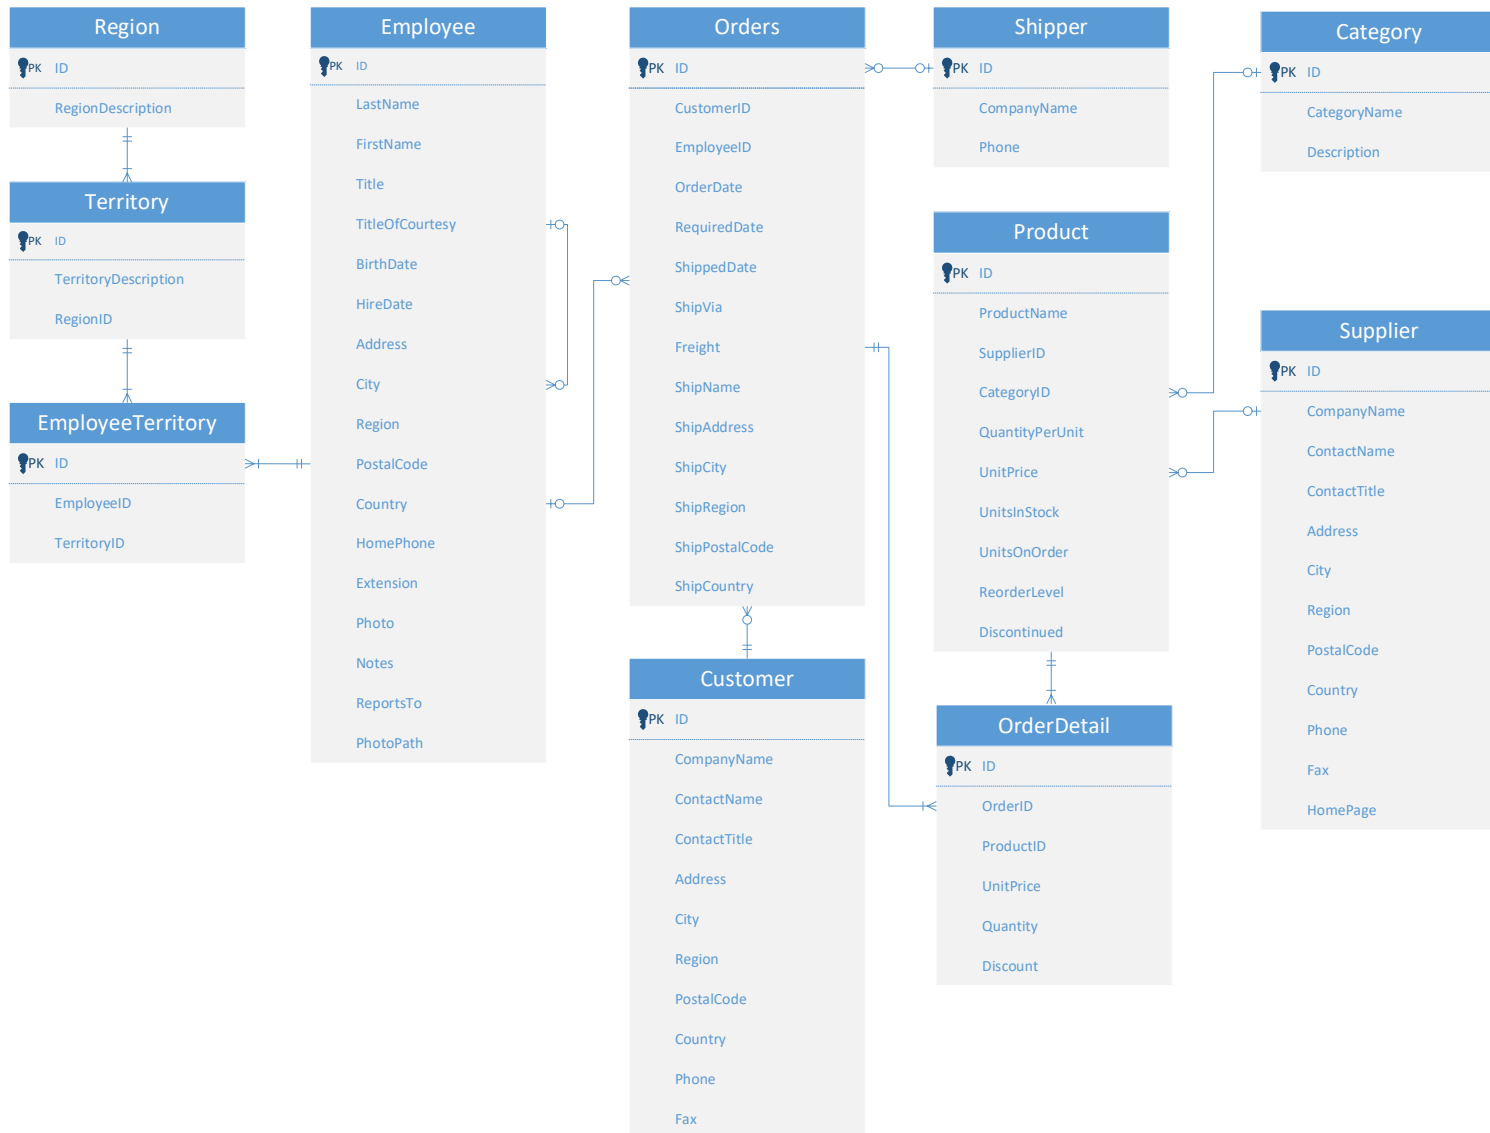 Region
PK ID
RegionDescription
Territory
PK ID
TerritoryDescription
RegionID
EmployeeTerritory
PK ID
EmployeeID
TerritoryID
Employee
PK ID
LastName
FirstName
Title
TitleOfCourtesy
BirthDate
HireDate
Address
City
Region
PostalCode
Country
HomePhone
Extension
Photo
Notes
ReportsTo
PhotoPath
Orders
PK ID
CustomerID
EmployeeID
OrderDate
RequiredDate
ShippedDate
ShipVia
Freight
ShipName
ShipAddress
ShipCity
ShipRegion
ShipPostalCode
ShipCountry
Customer
PK ID
CompanyName
ContactName
ContactTitle
Address
City
Region
PostalCode
Country
Phone
Fax
Shipper
PK ID
CompanyName
Phone
Product
PK ID
ProductName
SupplierID
CategoryID
QuantityPerUnit
UnitPrice
UnitsInStock
UnitsOnOrder
ReorderLevel
Discontinued
OrderDetail
PK ID
OrderID
ProductID
UnitPrice
Quantity
Discount
Category
PK ID
CategoryName
Description
Supplier
PK ID
CompanyName
ContactName
ContactTitle
Address
City
Region
PostalCode
Country
Phone
Fax
HomePage